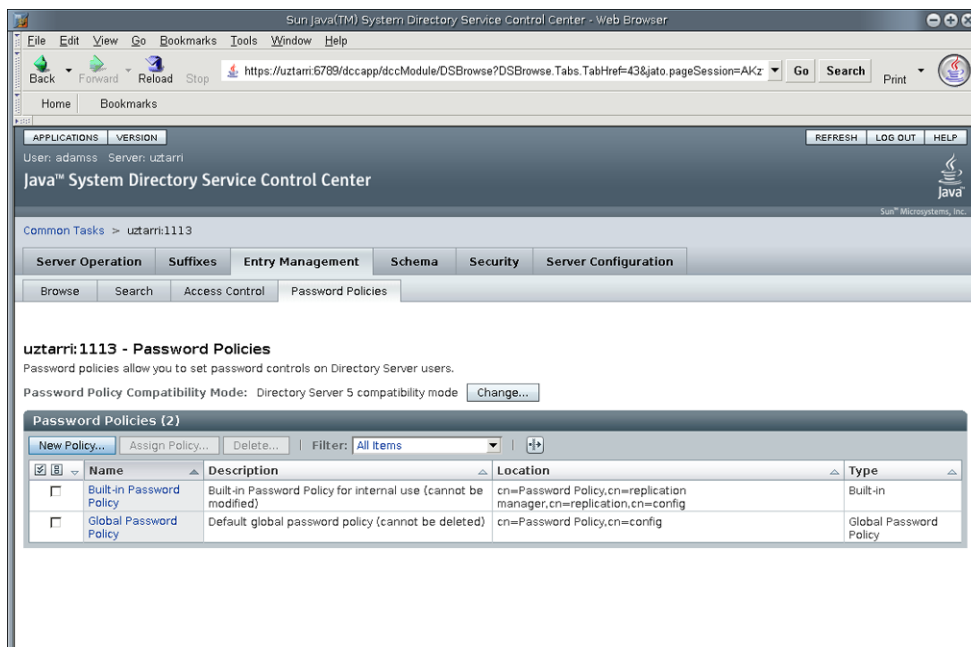 Sun Java(TM) System Directory Service Control Center - Web Browser
File Edit View Go Bookmarks Tools Window Help
Back Forward Reload Stop https://uztarri:6789/dccapp/dccModule/DSBrowse?DSBrowse.Tabs.TabHref=43&jato.pageSession=AKz Go Search Print
Home Bookmarks
APPLICATIONS VERSION REFRESH LOG OUT HELP
User: adamss Server: uztarri
Java™ System Directory Service Control Center
Java™
Sun™ Microsystems, Inc.
Common Tasks > uztarri:1113
Server Operation Suffixes Entry Management Schema Security Server Configuration
Browse Search Access Control Password Policies
uztarri:1113 - Password Policies
Password policies allow you to set password controls on Directory Server users.
Password Policy Compatibility Mode: Directory Server 5 compatibility mode Change...
Password Policies (2)
New Policy... Assign Policy... Delete... | Filter: All Items |
Name Description Location Type
Built-in Password Policy Built-in Password Policy for internal use (cannot be modified) cn=Password Policy,cn=replication manager,cn=replication,cn=config Built-in
Global Password Policy Default global password policy (cannot be deleted) cn=Password Policy,cn=config Global Password Policy